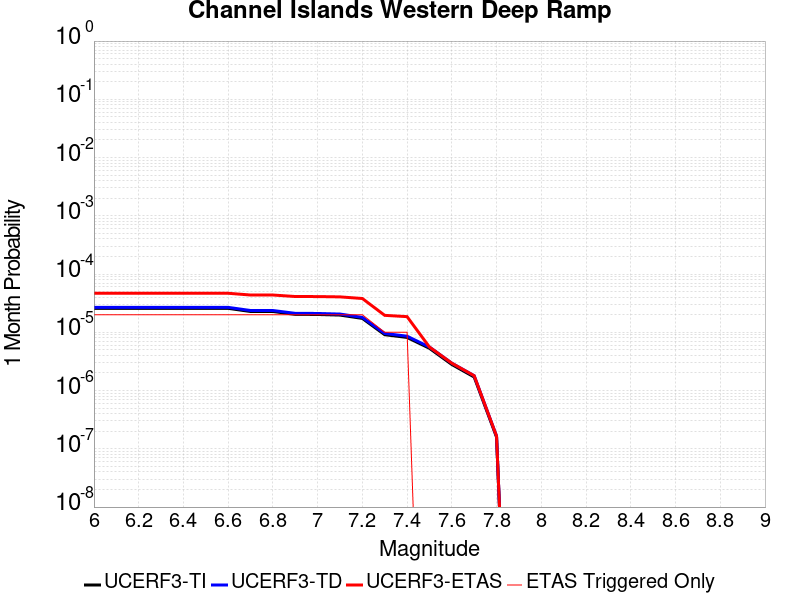 Channel Islands Western Deep Ramp
10^0
10^-1
10^-2
10^-3
10^-4
10^-5
10^-6
10^-7
10^-8
1 Month Probability
6 6.2 6.4 6.6 6.8 7 7.2 7.4 7.6 7.8 8 8.2 8.4 8.6 8.8 9
Magnitude
UCERF3-TI UCERF3-TD UCERF3-ETAS ETAS Triggered Only